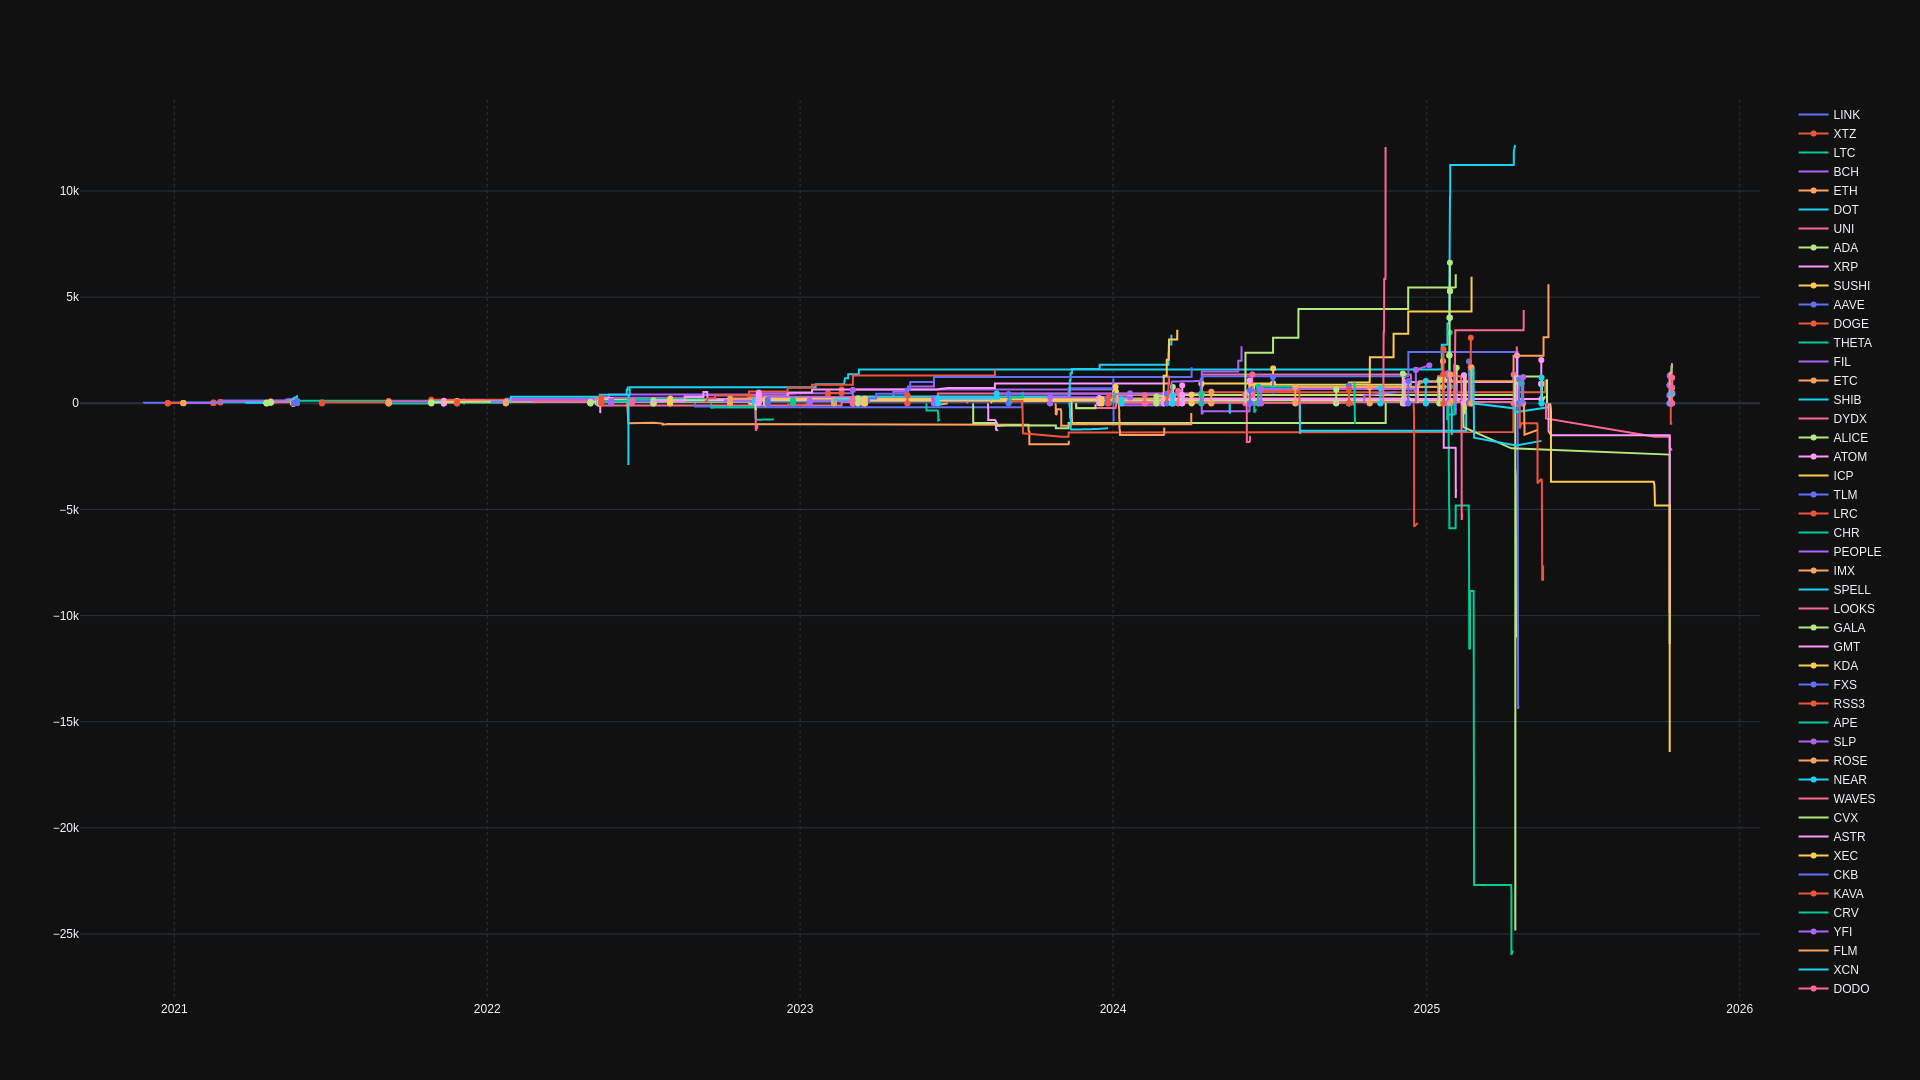 10k
5k
0
−5k
−10k
−15k
−20k
−25k
2021
2022
2023
2024
2025
2026
LINK
XTZ
LTC
BCH
ETH
DOT
UNI
ADA
XRP
SUSHI
AAVE
DOGE
THETA
FIL
ETC
SHIB
DYDX
ALICE
ATOM
ICP
TLM
LRC
CHR
PEOPLE
IMX
SPELL
LOOKS
GALA
GMT
KDA
FXS
RSS3
APE
SLP
ROSE
NEAR
WAVES
CVX
ASTR
XEC
CKB
KAVA
CRV
YFI
FLM
XCN
DODO